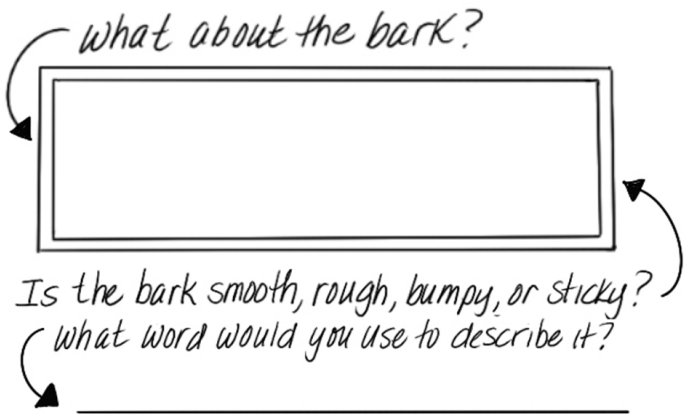 what about the bark?
Is the bark smooth, rough, bumpy, or sticky?
what word would you use to describe it?